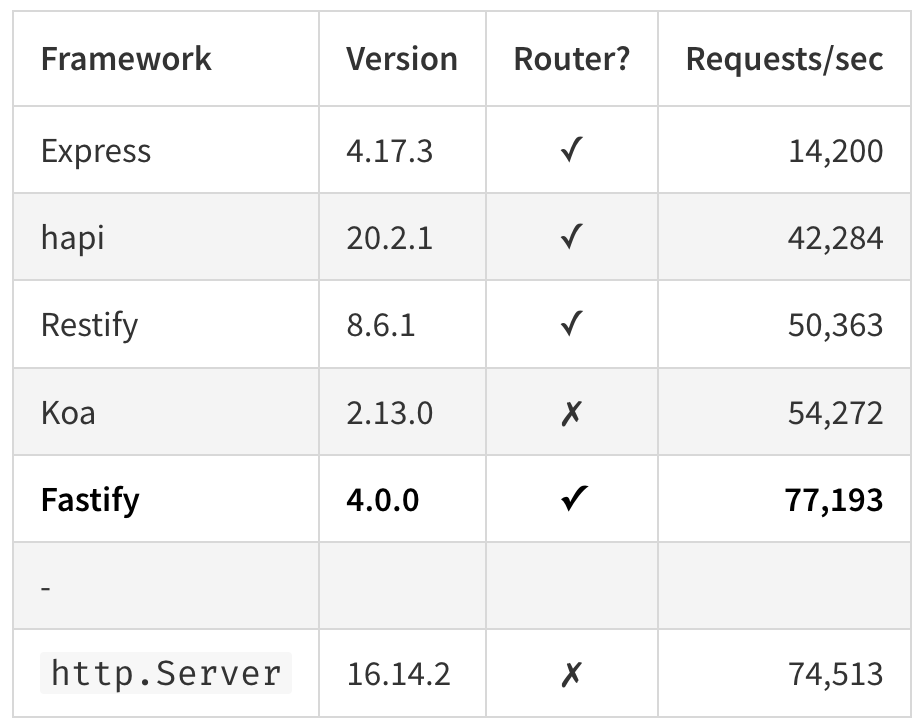 Framework Version Router? Requests/sec
Express 4.17.3 ✓ 14,200
hapi 20.2.1 ✓ 42,284
Restify 8.6.1 ✓ 50,363
Koa 2.13.0 ✗ 54,272
Fastify 4.0.0 ✓ 77,193
-
http.Server 16.14.2 ✗ 74,513